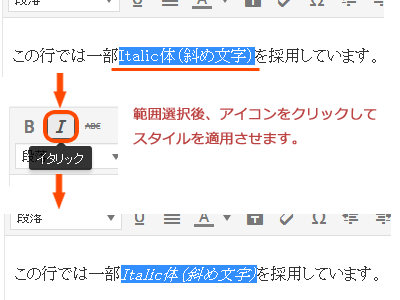 段落
この行では一部Italic体(斜め文字)を採用しています。
B I ABC
範囲選択後、アイコンをクリックして
スタイルを適用させます。
段落
イタリック
段落 U A T Ω
この行では一部Italic体(斜め文字)を採用しています。